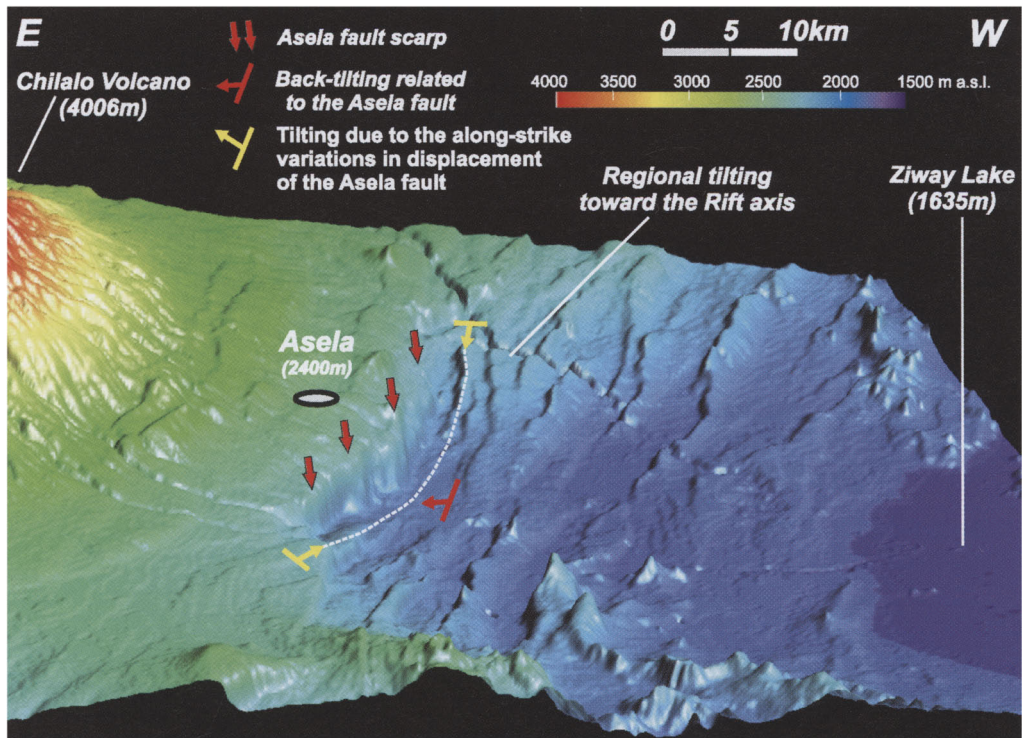 E
Asela fault scarp
Back-tilting related
to the Asela fault
Tilting due to the along-strike
variations in displacement
of the Asela fault
0 5 10km
W
4000 3500 3000 2500 2000 1500 m a.s.l.
Chilalo Volcano
(4006m)
Regional tilting
toward the Rift axis
Ziway Lake
(1635m)
Asela
(2400m)